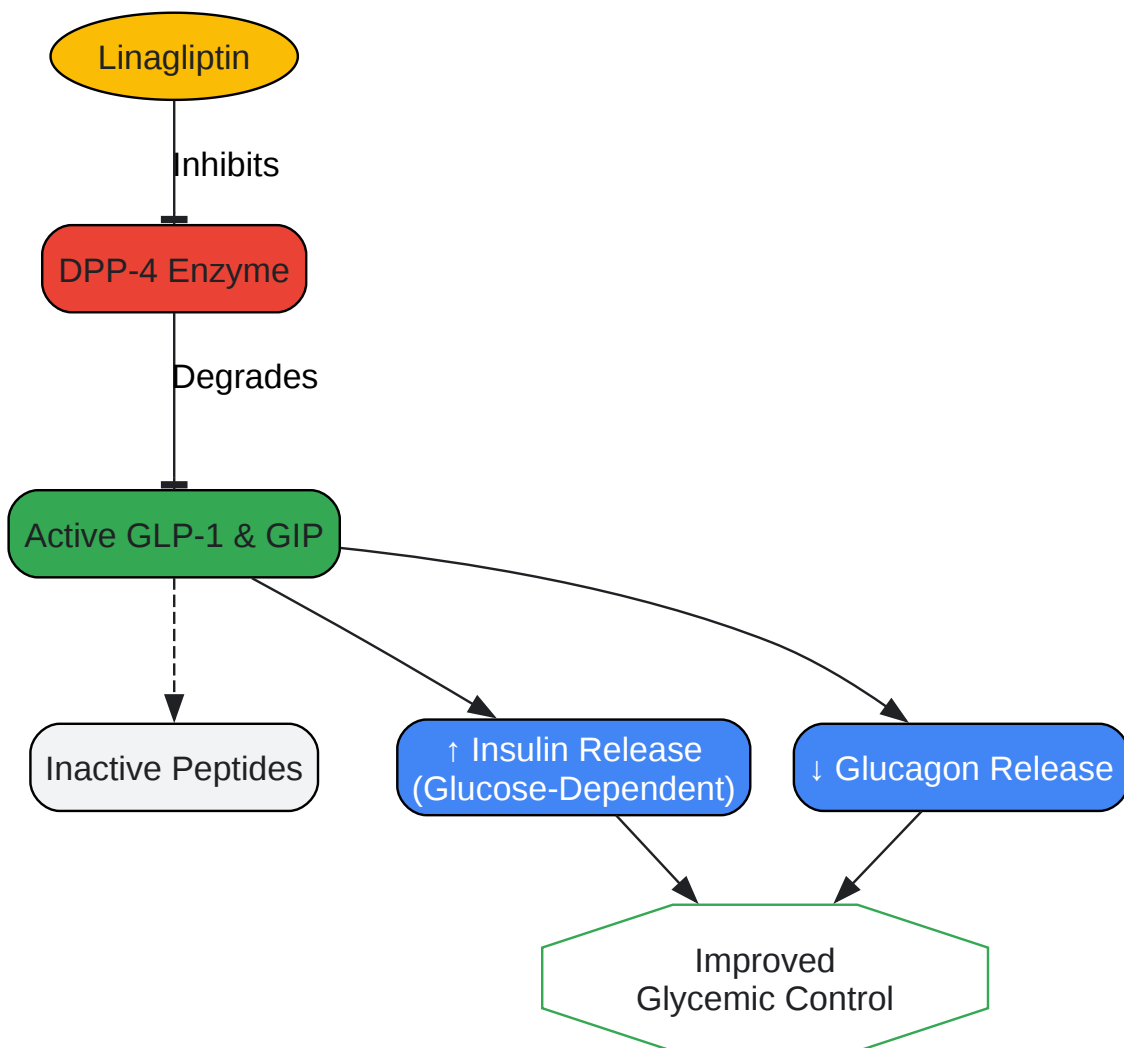 Linagliptin
Inhibits
DPP-4 Enzyme
Degrades
Active GLP-1 & GIP
Inactive Peptides
↑ Insulin Release
(Glucose-Dependent)
↓ Glucagon Release
Improved
Glycemic Control